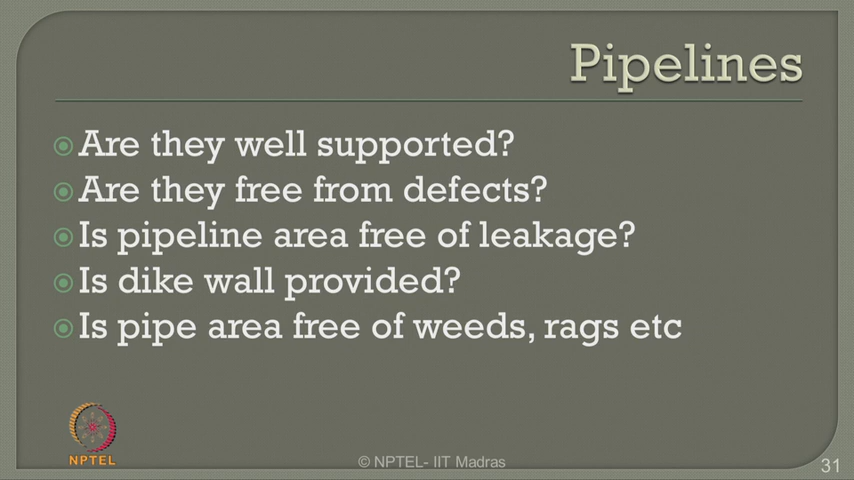 Pipelines
Are they well supported?
Are they free from defects?
Is pipeline area free of leakage?
Is dike wall provided?
Is pipe area free of weeds, rags etc
NPTEL
© NPTEL- IIT Madras
31